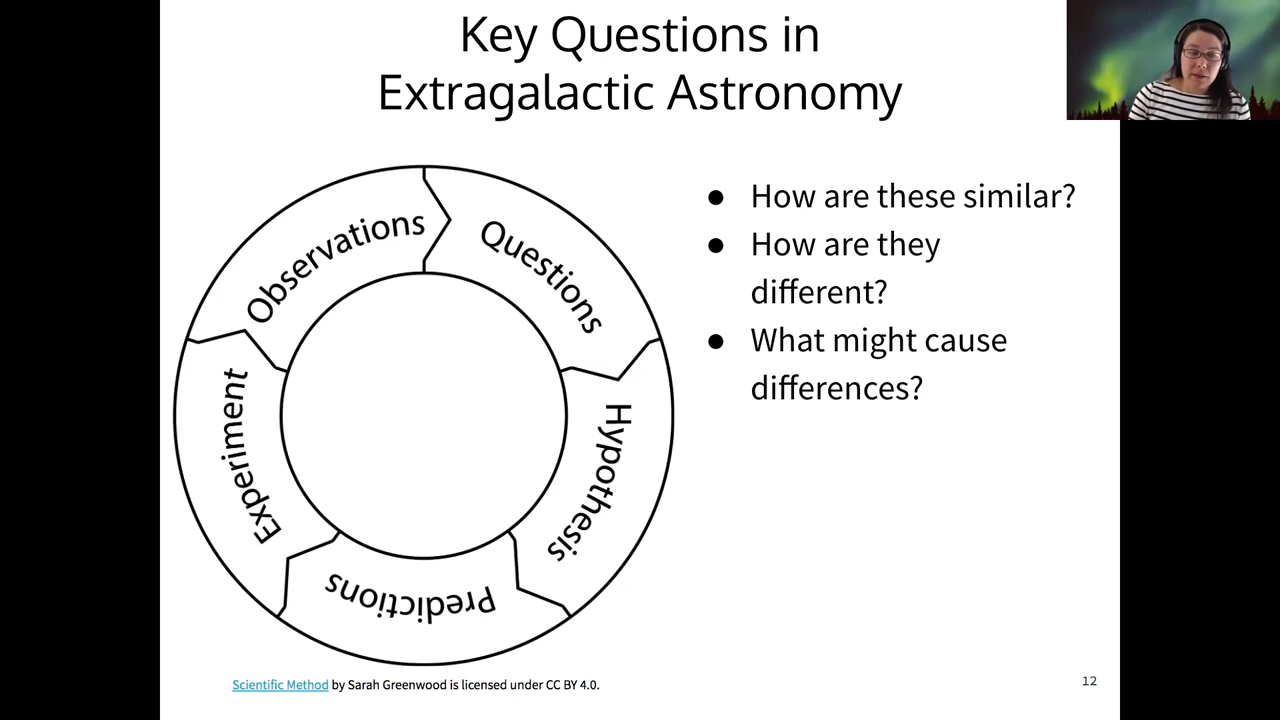 Key Questions in
Extragalactic Astronomy
Observations
Questions
Hypothesis
Predictions
Experiment
● How are these similar?
● How are they
different?
● What might cause
differences?
Scientific Method by Sarah Greenwood is licensed under CC BY 4.0.
12